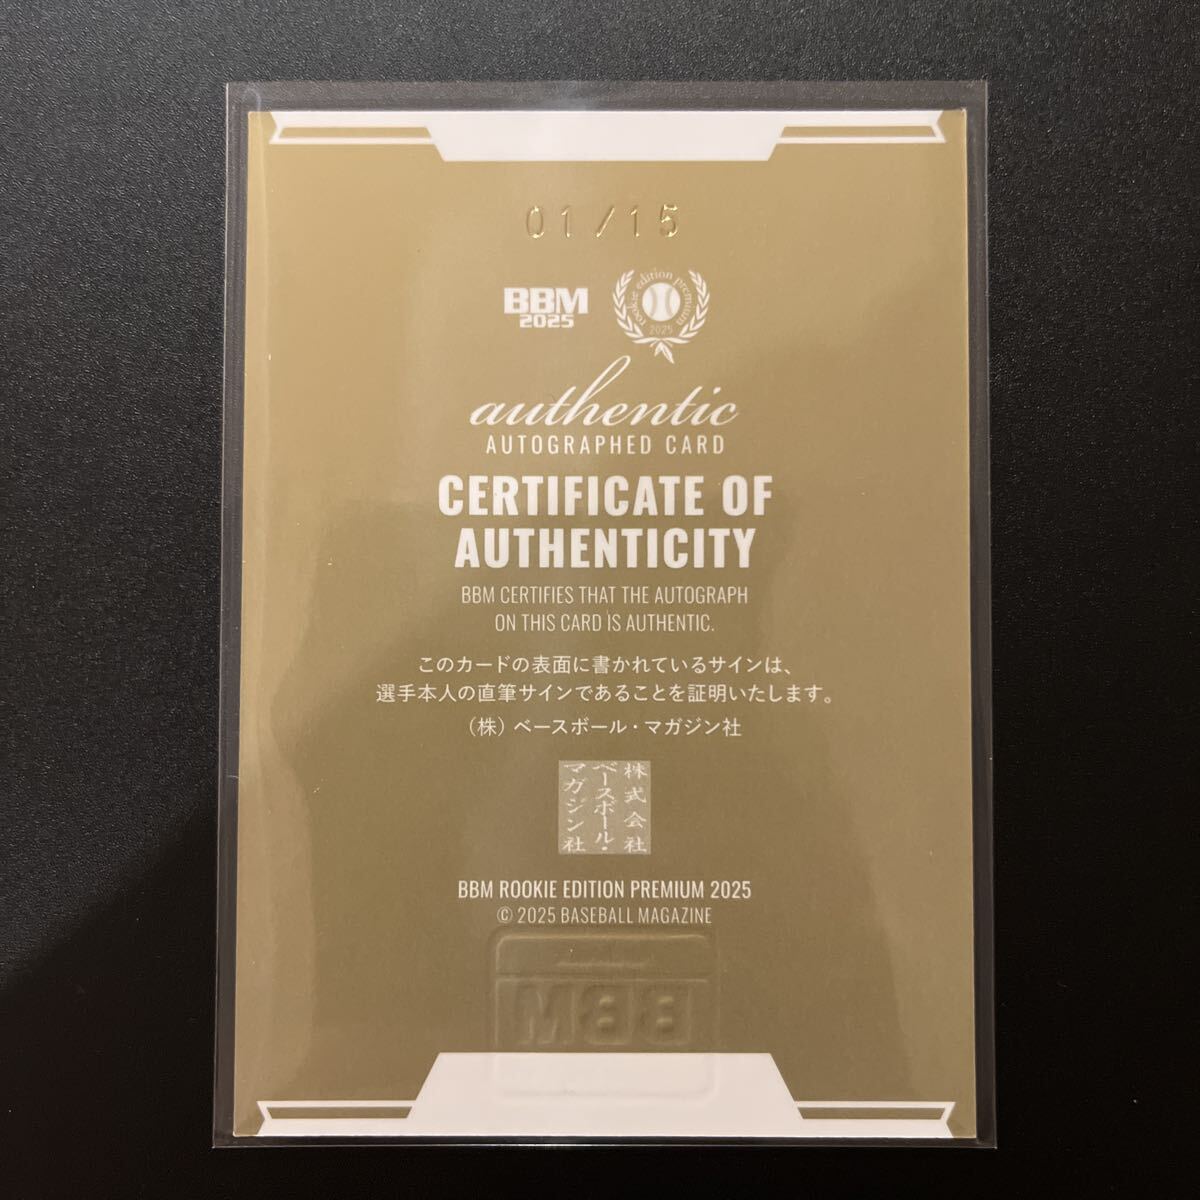 01/15
BBM
2025
rookie edition premium
2025
authentic
AUTOGRAPHED CARD
CERTIFICATE OF
AUTHENTICITY
BBM CERTIFIES THAT THE AUTOGRAPH
ON THIS CARD IS AUTHENTIC.
このカードの表面に書かれているサインは、
選手本人の直筆サインであることを証明いたします。
（株）ベースボール・マガジン社
株式会社
ベースボール・
マガジン社
BBM ROOKIE EDITION PREMIUM 2025
© 2025 BASEBALL MAGAZINE
BBM